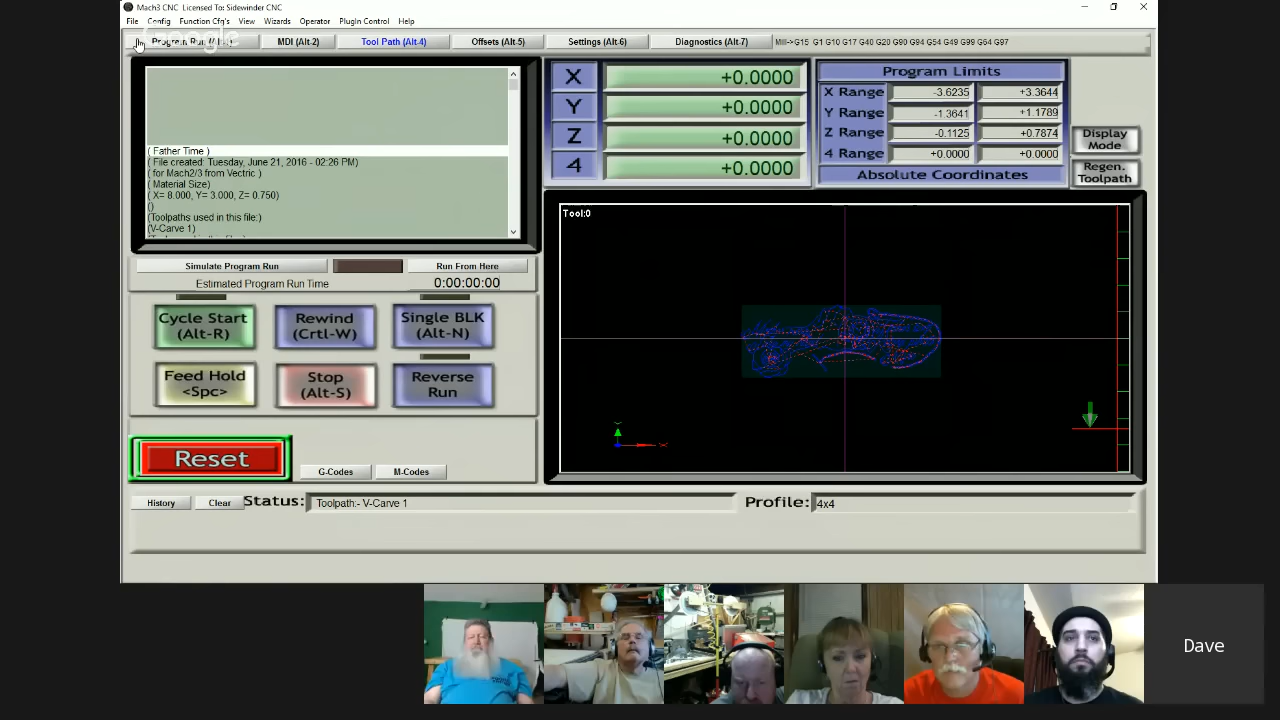 Mach3 CNC Licensed To: Sidewinder CNC
File Config Function Cfg's View Wizards Operator PlugIn Control Help
Google
Program Run (Alt-1) MDI (Alt-2) Tool Path (Alt-4) Offsets (Alt-5) Settings (Alt-6) Diagnostics (Alt-7) Mill->G15 G1 G10 G17 G40 G20 G90 G94 G54 G49 G99 G64 G97
( Father Time )
( File created: Tuesday, June 21, 2016 - 02:26 PM)
( for Mach2/3 from Vectric )
( Material Size)
( X= 8.000, Y= 3.000, Z= 0.750)
()
(Toolpaths used in this file:)
(V-Carve 1)
X +0.0000
Y +0.0000
Z +0.0000
4 +0.0000
Program Limits
X Range -3.6235 +3.3644
Y Range -1.3641 +1.1789
Z Range -0.1125 +0.7874
4 Range +0.0000 +0.0000
Absolute Coordinates
Display
Mode
Regen.
Toolpath
Tool:0
Simulate Program Run Run From Here
Estimated Program Run Time 0:00:00:00
Cycle Start
(Alt-R)
Rewind
(Crtl-W)
Single BLK
(Alt-N)
Feed Hold
<Spc>
Stop
(Alt-S)
Reverse
Run
Reset
G-Codes M-Codes
History Clear Status: Toolpath:- V-Carve 1 Profile: 4x4
Dave